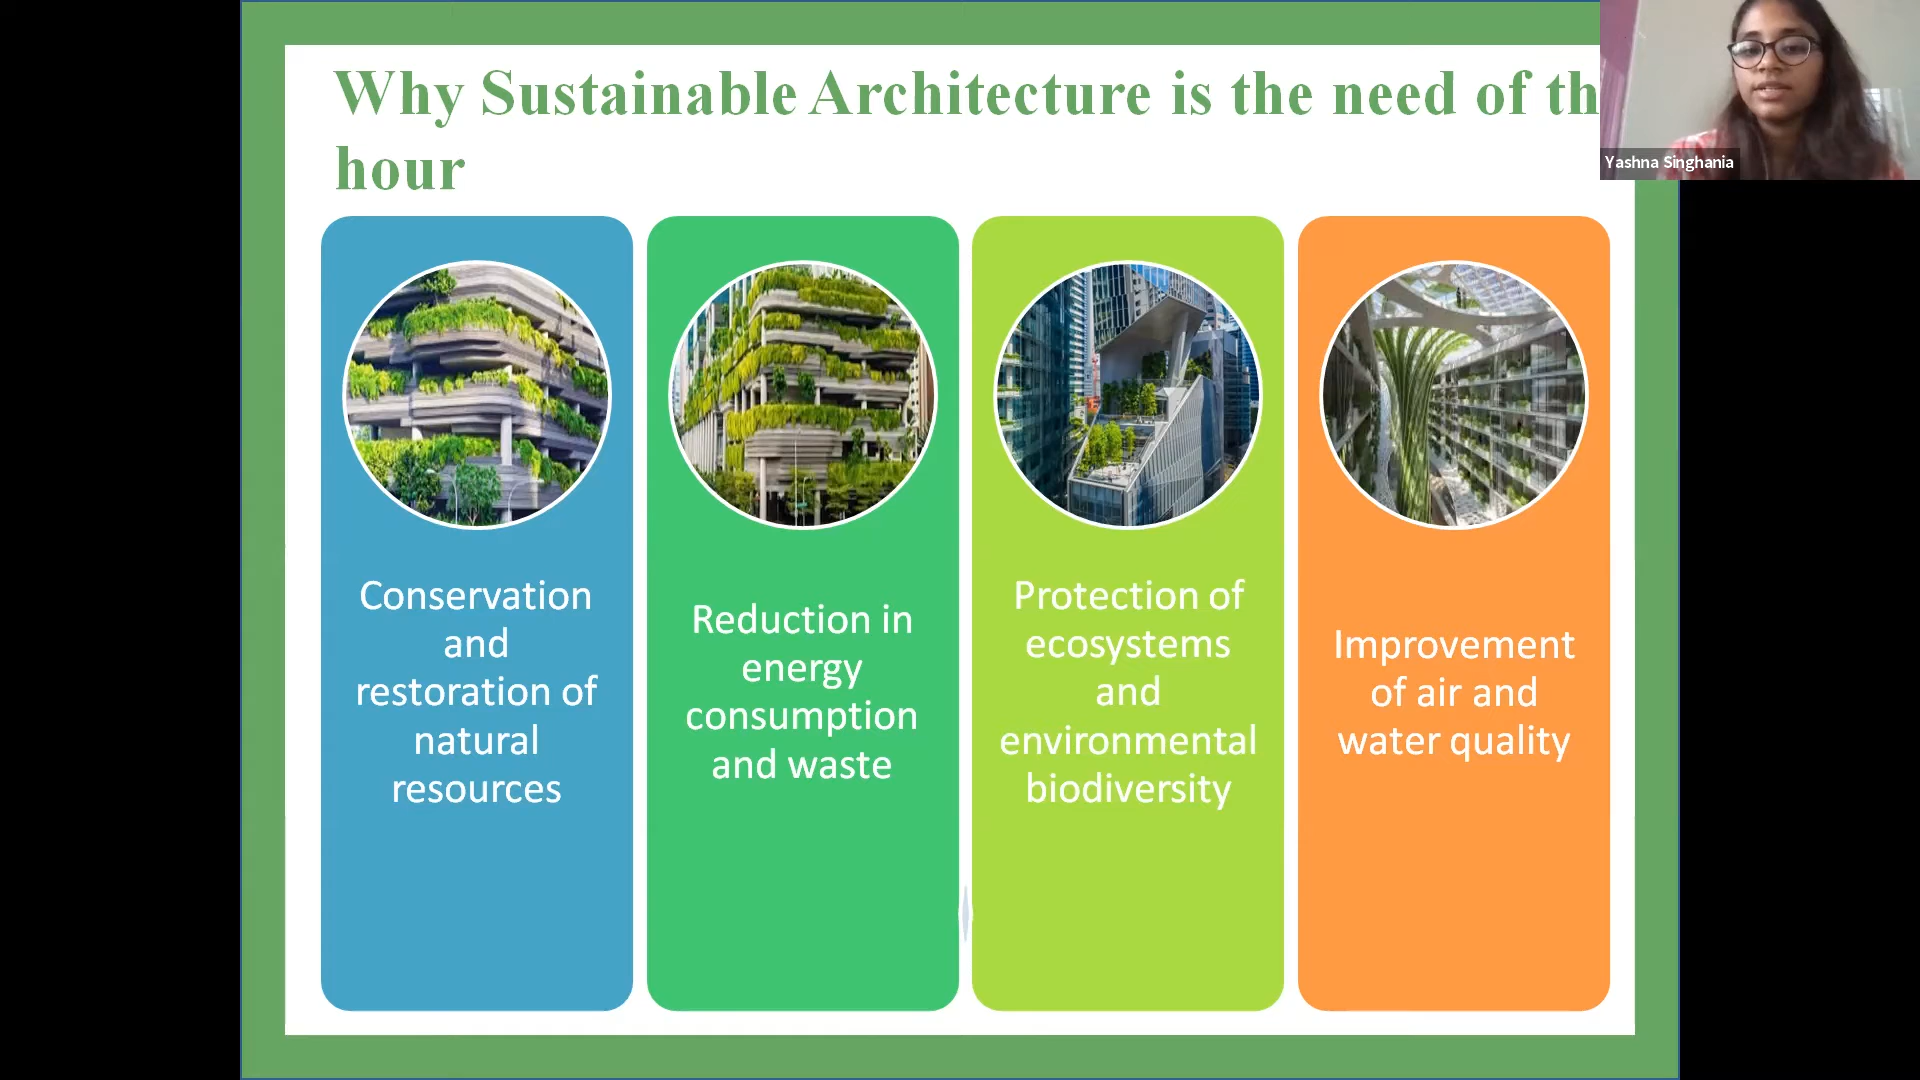 Why Sustainable Architecture is the need of th
hour
Yashna Singhania
Conservation
and
restoration of
natural
resources
Reduction in
energy
consumption
and waste
Protection of
ecosystems
and
environmental
biodiversity
Improvement
of air and
water quality